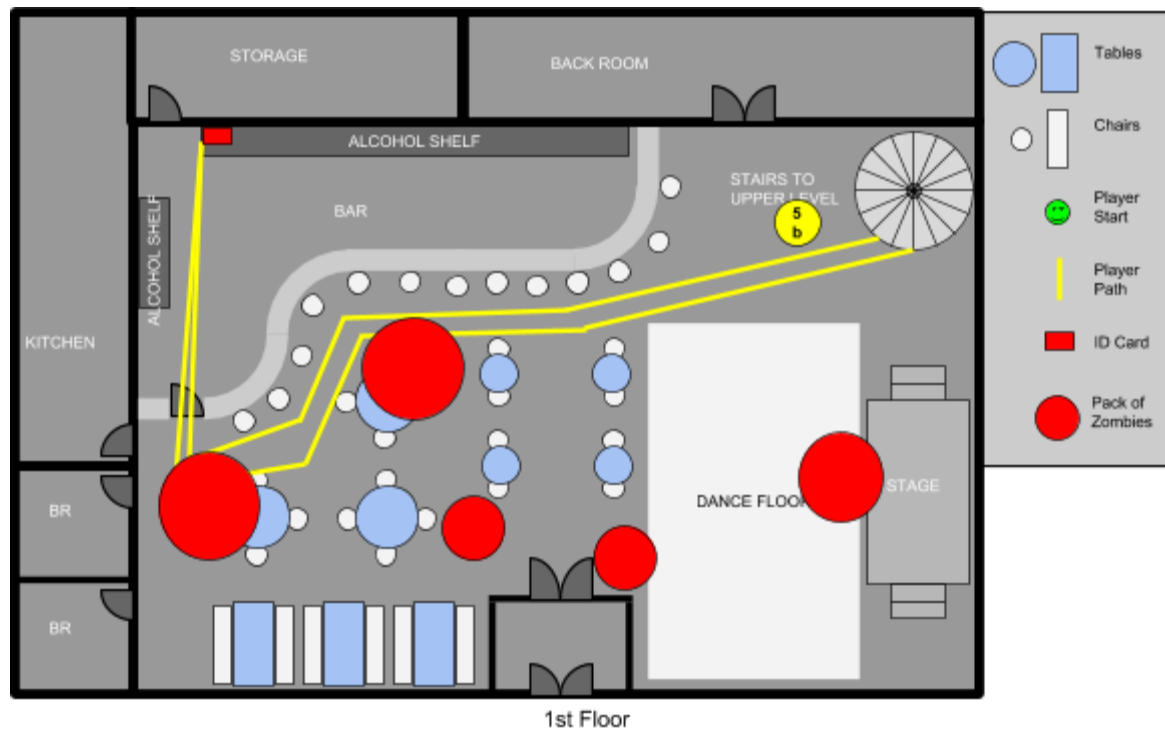 STORAGE
BACK ROOM
Tables
ALCOHOL SHELF
Chairs
STAIRS TO
UPPER LEVEL
BAR
5
b
ALCOHOL SHELF
Player
Start
Player
Path
KITCHEN
ID Card
Pack of
Zombies
STAGE
DANCE FLOOR
BR
BR
1st Floor